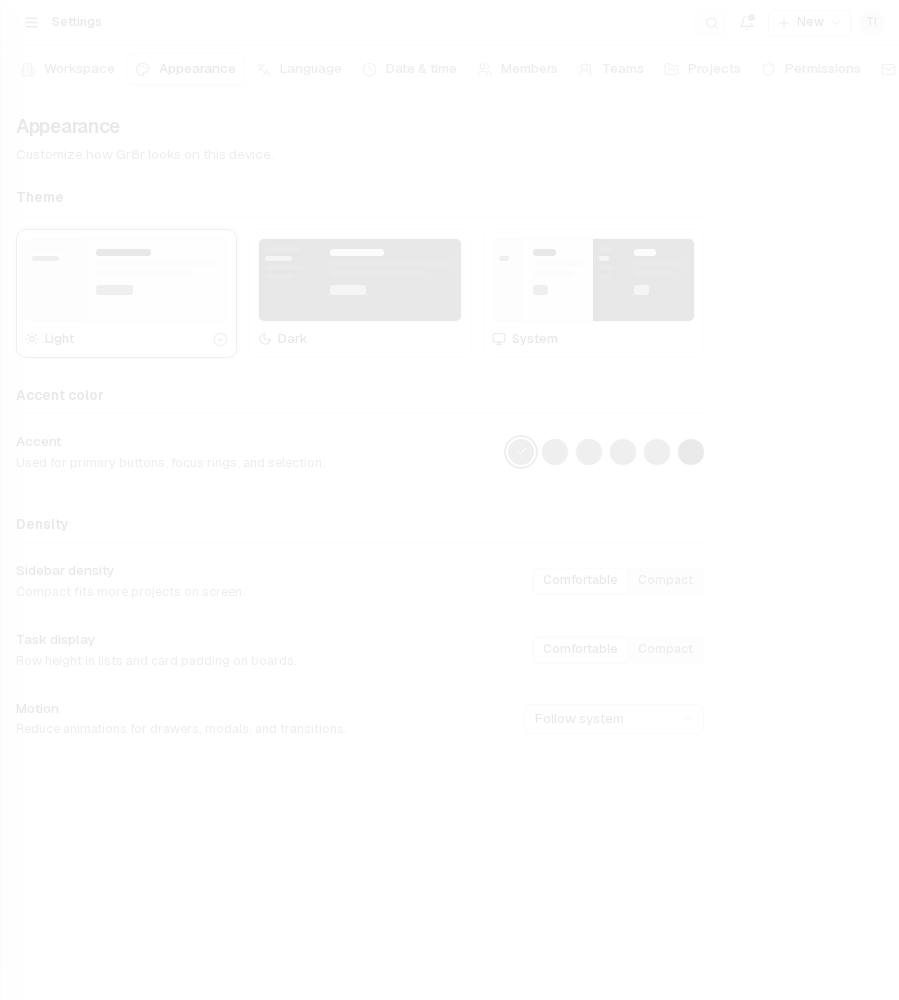 Settings
New
TI
Workspace
Appearance
Language
Date & time
Members
Teams
Projects
Permissions
Appearance
Customize how Gr8r looks on this device.
Theme
Light
Dark
System
Accent color
Accent
Used for primary buttons, focus rings, and selection.
Density
Sidebar density
Compact fits more projects on screen.
Comfortable
Compact
Task display
Row height in lists and card padding on boards.
Comfortable
Compact
Motion
Reduce animations for drawers, modals, and transitions.
Follow system